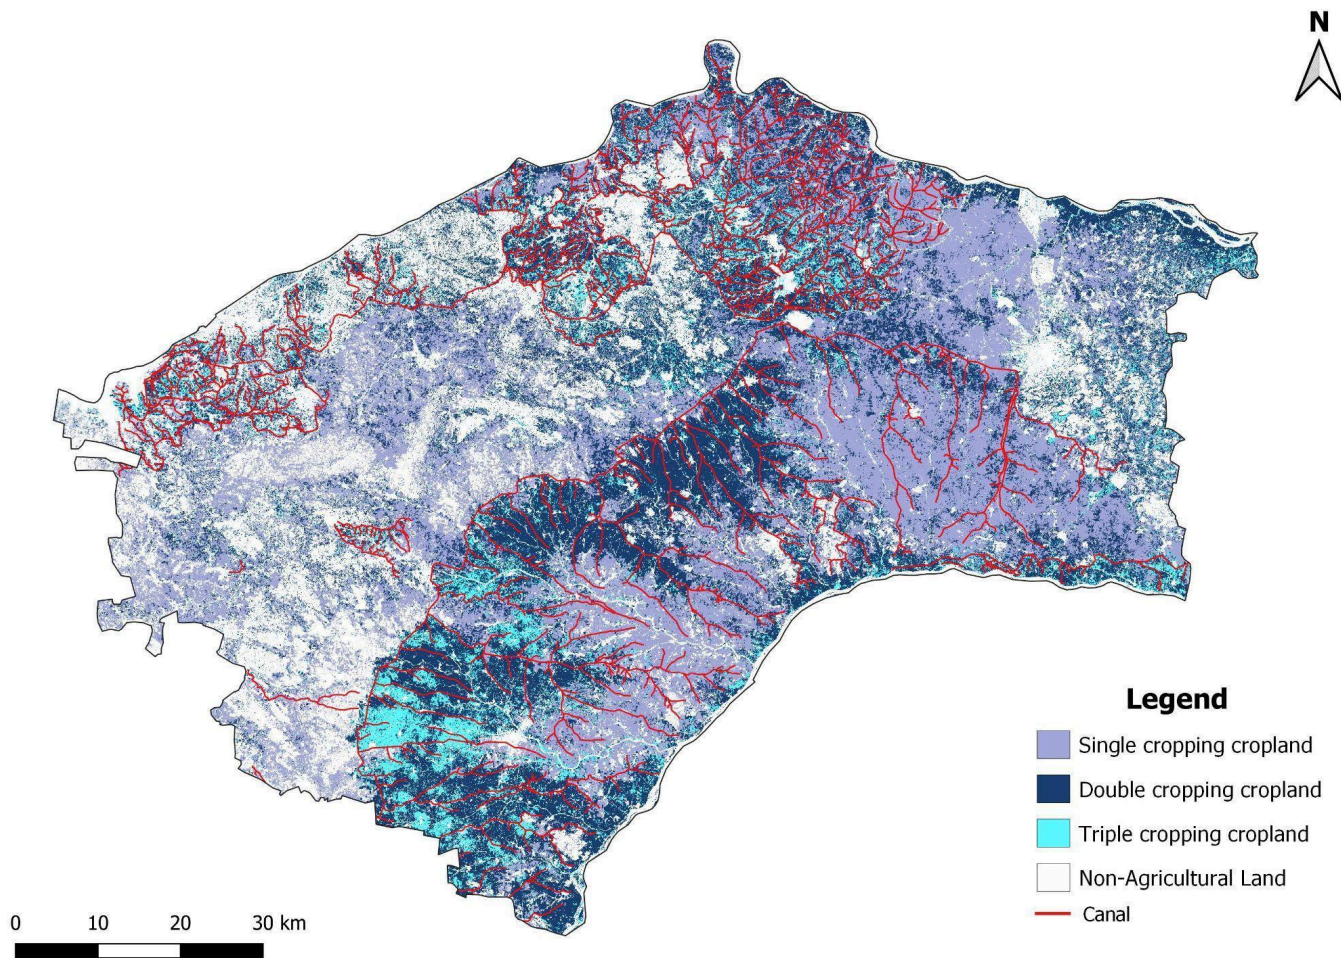 N
Legend
Single cropping cropland
Double cropping cropland
Triple cropping cropland
Non-Agricultural Land
Canal
0 10 20 30 km